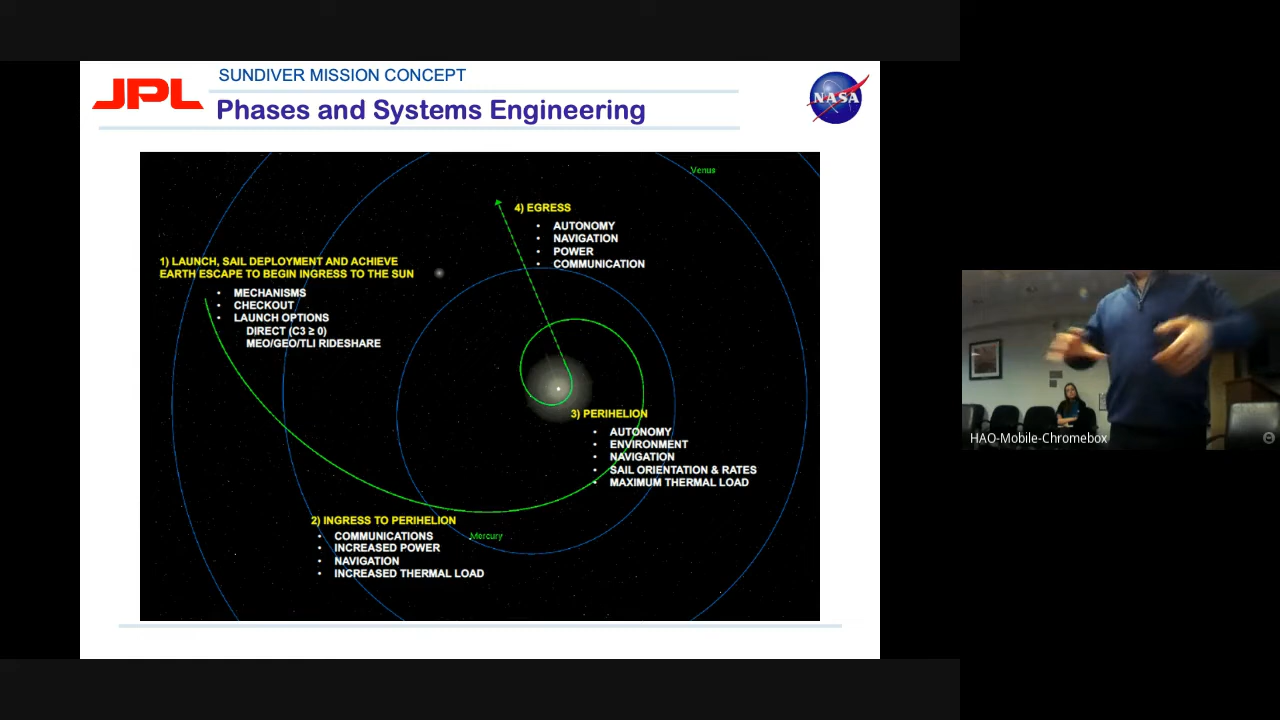 SUNDIVER MISSION CONCEPT
JPL
Phases and Systems Engineering
NASA
Venus
4) EGRESS
• AUTONOMY
• NAVIGATION
• POWER
• COMMUNICATION
1) LAUNCH, SAIL DEPLOYMENT AND ACHIEVE
EARTH ESCAPE TO BEGIN INGRESS TO THE SUN
• MECHANISMS
• CHECKOUT
• LAUNCH OPTIONS
DIRECT (C3 ≥ 0)
MEO/GEO/TLI RIDESHARE
3) PERIHELION
• AUTONOMY
• ENVIRONMENT
• NAVIGATION
• SAIL ORIENTATION & RATES
• MAXIMUM THERMAL LOAD
2) INGRESS TO PERIHELION
• COMMUNICATIONS
• INCREASED POWER
• NAVIGATION
• INCREASED THERMAL LOAD
Mercury
HAO-Mobile-Chromebox